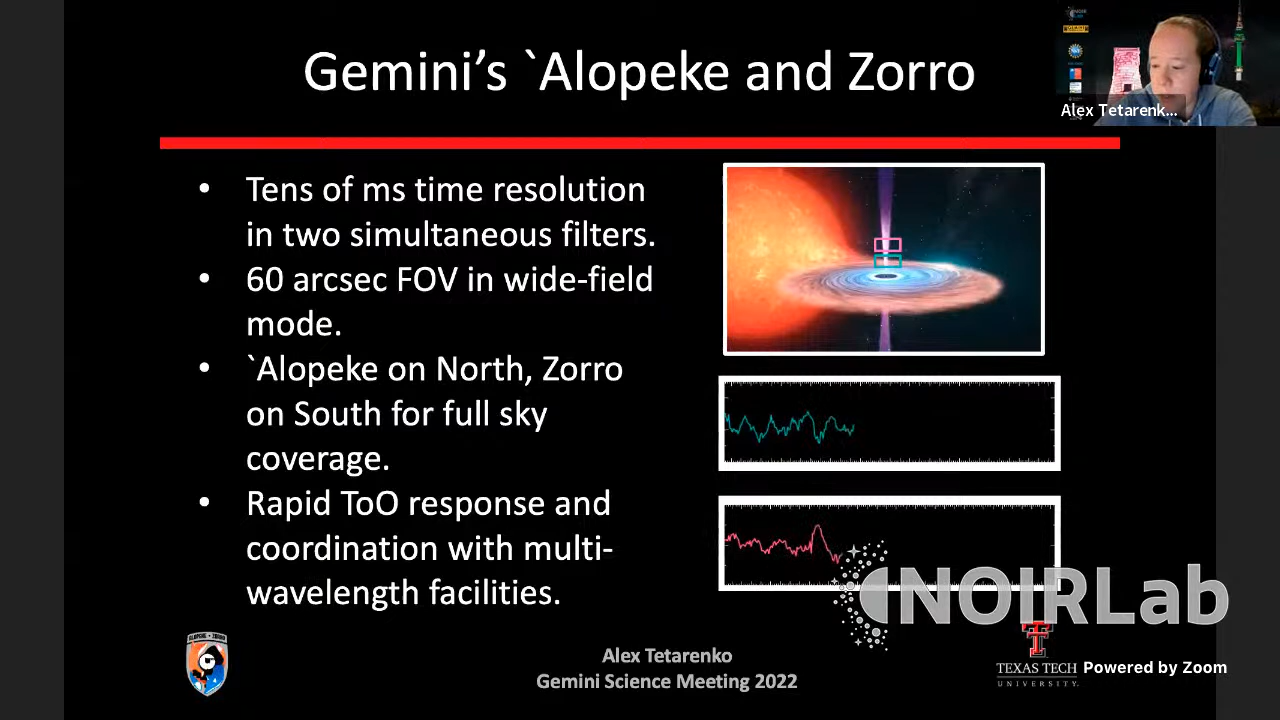 Gemini’s `Alopeke and Zorro
Alex Tetarenk...
• Tens of ms time resolution
in two simultaneous filters.
• 60 arcsec FOV in wide-field
mode.
• `Alopeke on North, Zorro
on South for full sky
coverage.
• Rapid ToO response and
coordination with multi-
wavelength facilities.
NOIRLab
Alex Tetarenko
Gemini Science Meeting 2022
TEXAS TECH
UNIVERSITY.
Powered by Zoom